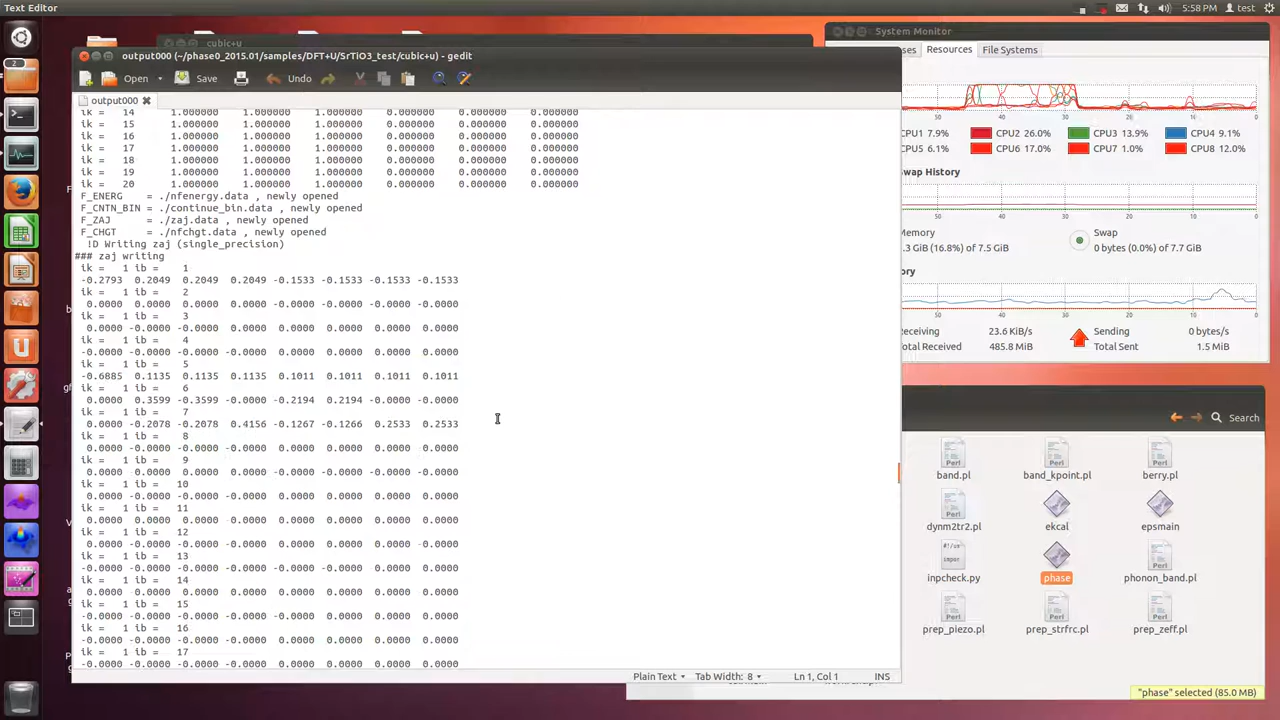 Text Editor
5:58 PM test
cubic+u
output000 (~/phase0_2015.01/samples/DFT+U/SrTiO3_test/cubic+u) - gedit
Open Save Undo
output000
ik = 14 1.000000 1.000000 1.000000 0.000000 0.000000 0.000000
ik = 15 1.000000 1.000000 1.000000 0.000000 0.000000 0.000000
ik = 16 1.000000 1.000000 1.000000 0.000000 0.000000 0.000000
ik = 17 1.000000 1.000000 1.000000 0.000000 0.000000 0.000000
ik = 18 1.000000 1.000000 1.000000 0.000000 0.000000 0.000000
ik = 19 1.000000 1.000000 1.000000 0.000000 0.000000 0.000000
ik = 20 1.000000 1.000000 1.000000 0.000000 0.000000 0.000000
F_ENERG = ./nfenergy.data , newly opened
F_CNTN_BIN = ./continue_bin.data , newly opened
F_ZAJ = ./zaj.data , newly opened
F_CHGT = ./nfchgt.data , newly opened
!D Writing zaj (single_precision)
### zaj writing
ik = 1 ib = 1
-0.2793 0.2049 0.2049 0.2049 -0.1533 -0.1533 -0.1533 -0.1533
ik = 1 ib = 2
0.0000 0.0000 0.0000 -0.0000 0.0000 -0.0000 -0.0000 0.0000
ik = 1 ib = 3
0.0000 -0.0000 -0.0000 0.0000 0.0000 0.0000 -0.0000 0.0000
ik = 1 ib = 4
-0.0000 -0.0000 -0.0000 -0.0000 0.0000 0.0000 0.0000 0.0000
ik = 1 ib = 5
-0.6885 0.1135 0.1135 0.1135 0.1011 0.1011 0.1011 0.1011
ik = 1 ib = 6
0.0000 0.3599 -0.3599 -0.0000 -0.2194 0.2194 -0.0000 -0.0000
ik = 1 ib = 7
0.0000 -0.2078 -0.2078 0.4156 -0.1267 -0.1266 0.2533 0.2533
ik = 1 ib = 8
0.0000 -0.0000 -0.0000 -0.0000 0.0000 0.0000 0.0000 0.0000
ik = 1 ib = 9
0.0000 0.0000 0.0000 0.0000 -0.0000 -0.0000 -0.0000 -0.0000
ik = 1 ib = 10
0.0000 -0.0000 0.0000 -0.0000 0.0000 0.0000 -0.0000 0.0000
ik = 1 ib = 11
0.0000 0.0000 0.0000 0.0000 -0.0000 0.0000 -0.0000 0.0000
ik = 1 ib = 12
0.0000 -0.0000 -0.0000 -0.0000 0.0000 0.0000 0.0000 -0.0000
ik = 1 ib = 13
-0.0000 0.0000 0.0000 0.0000 -0.0000 -0.0000 -0.0000 -0.0000
ik = 1 ib = 14
-0.0000 0.0000 0.0000 0.0000 0.0000 0.0000 0.0000 0.0000
ik = 1 ib = 15
-0.0000 -0.0000 -0.0000 -0.0000 0.0000 0.0000 0.0000 0.0000
ik = 1 ib = 16
-0.0000 -0.0000 -0.0000 -0.0000 0.0000 0.0000 0.0000 0.0000
ik = 1 ib = 17
-0.0000 -0.0000 -0.0000 -0.0000 0.0000 0.0000 0.0000 0.0000
Plain Text Tab Width: 8 Ln 1, Col 1 INS
System Monitor
Resources File Systems
50 40 30 20 10 0
CPU1 7.9% CPU2 26.0% CPU3 13.9% CPU4 9.1%
CPU5 6.1% CPU6 17.0% CPU7 1.0% CPU8 12.0%
Swap History
50 40 30 20 10 0
Memory Swap
GiB (16.8%) of 7.5 GiB 0 bytes (0.0%) of 7.7 GiB
50 40 30 20 10 0
Receiving 23.6 KiB/s Sending 0 bytes/s
Total Received 485.8 MiB Total Sent 1.5 MiB
Search
band.pl band_kpoint.pl berry.pl
dynm2tr2.pl ekcal epsmain
inpcheck.py phase phonon_band.pl
prep_piezo.pl prep_strfrc.pl prep_zeff.pl
"phase" selected (85.0 MB)